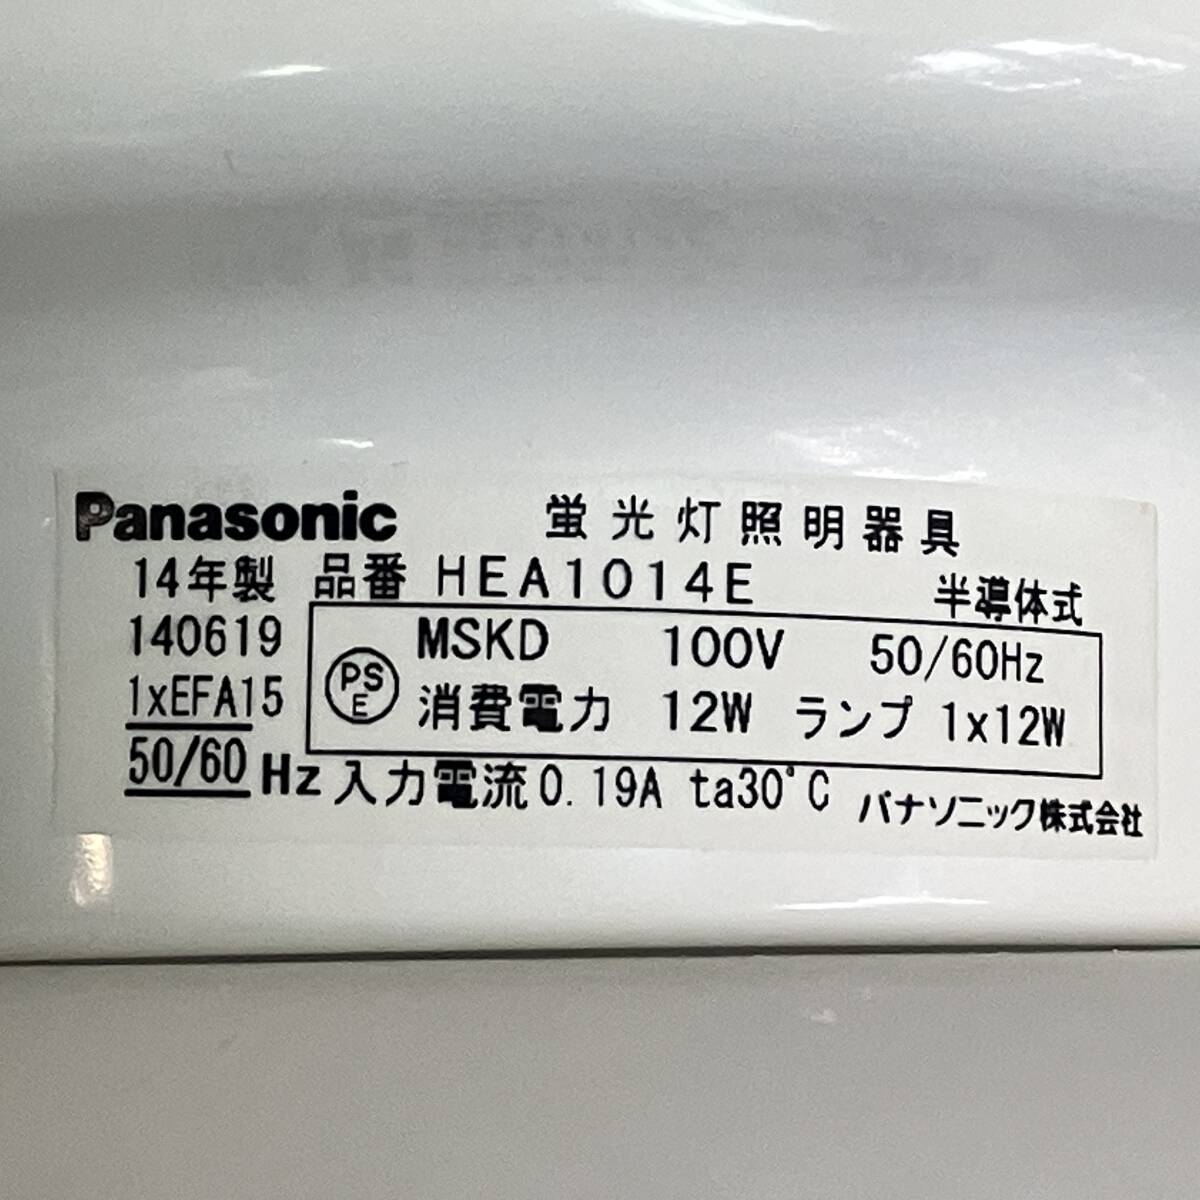 Panasonic 蛍光灯照明器具
14年製 品番 HEA1014E 半導体式
140619 MSKD 100V 50/60Hz
PS
E
1xEFA15 消費電力 12W ランプ 1x12W
50/60 Hz 入力電流0.19A ta30°C パナソニック株式会社